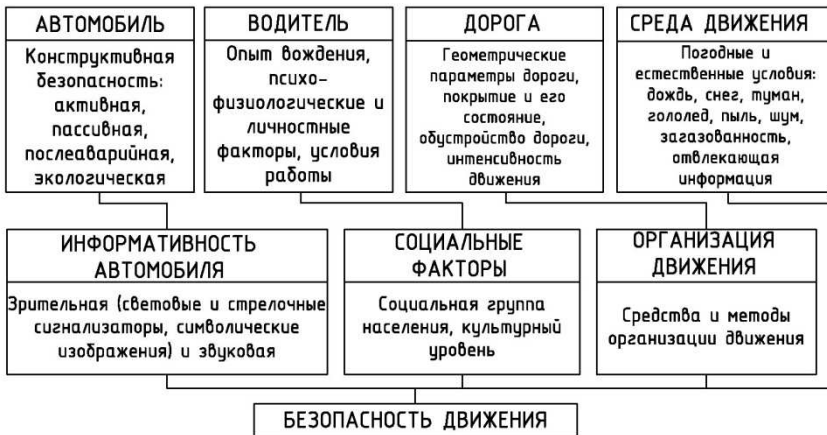 АВТОМОБИЛЬ
Конструктивная
безопасность:
активная,
пассивная,
послеаварийная,
экологическая
ВОДИТЕЛЬ
Опыт вождения,
психо-
физиологические и
личностные
факторы, условия
работы
ДОРОГА
Геометрические
параметры дороги,
покрытие и его
состояние,
обустройство дороги,
интенсивность
движения
СРЕДА ДВИЖЕНИЯ
Погодные и
естественные условия:
дождь, снег, туман,
гололед, пыль, шум,
загазованность,
отвлекающая
информация
ИНФОРМАТИВНОСТЬ
АВТОМОБИЛЯ
Зрительная (световые и стрелочные
сигнализаторы, символические
изображения) и звуковая
СОЦИАЛЬНЫЕ
ФАКТОРЫ
Социальная группа
населения, культурный
уровень
ОРГАНИЗАЦИЯ
ДВИЖЕНИЯ
Средства и методы
организации движения
БЕЗОПАСНОСТЬ ДВИЖЕНИЯ